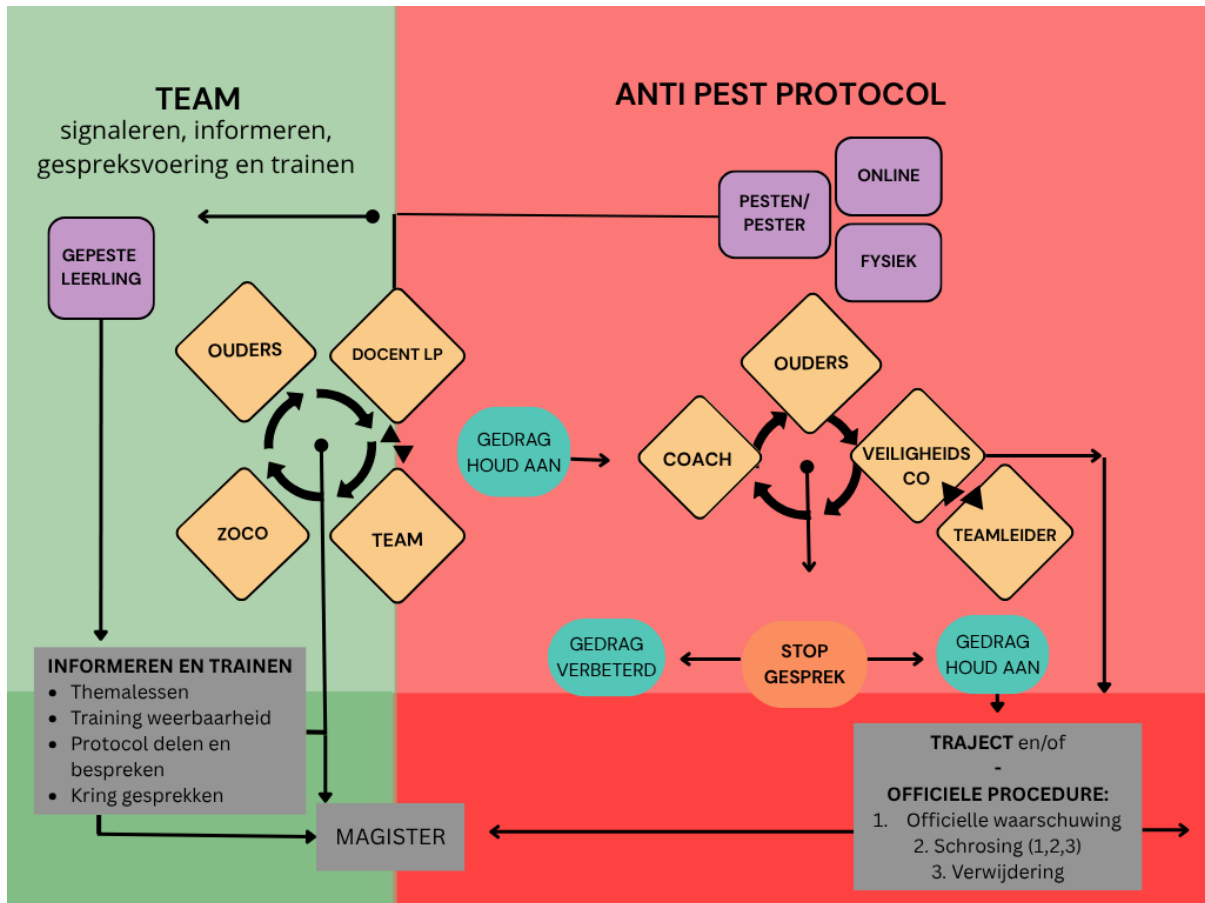 TEAM
signaleren, informeren,
gespreksvoering en trainen
GEPESTE
LEERLING
OUDERS
DOCENT LP
ZOCO
TEAM
INFORMEREN EN TRAINEN
• Themalessen
• Training weerbaarheid
• Protocol delen en
bespreken
• Kring gesprekken
MAGISTER
ANTI PEST PROTOCOL
PESTEN/
PESTER
ONLINE
FYSIEK
GEDRAG
HOUD AAN
OUDERS
COACH
VEILIGHEIDS
CO
TEAMLEIDER
GEDRAG
VERBETERD
STOP
GESPREK
GEDRAG
HOUD AAN
TRAJECT en/of
-
OFFICIELE PROCEDURE:
1. Officielle waarschuwing
2. Schrosing (1,2,3)
3. Verwijdering